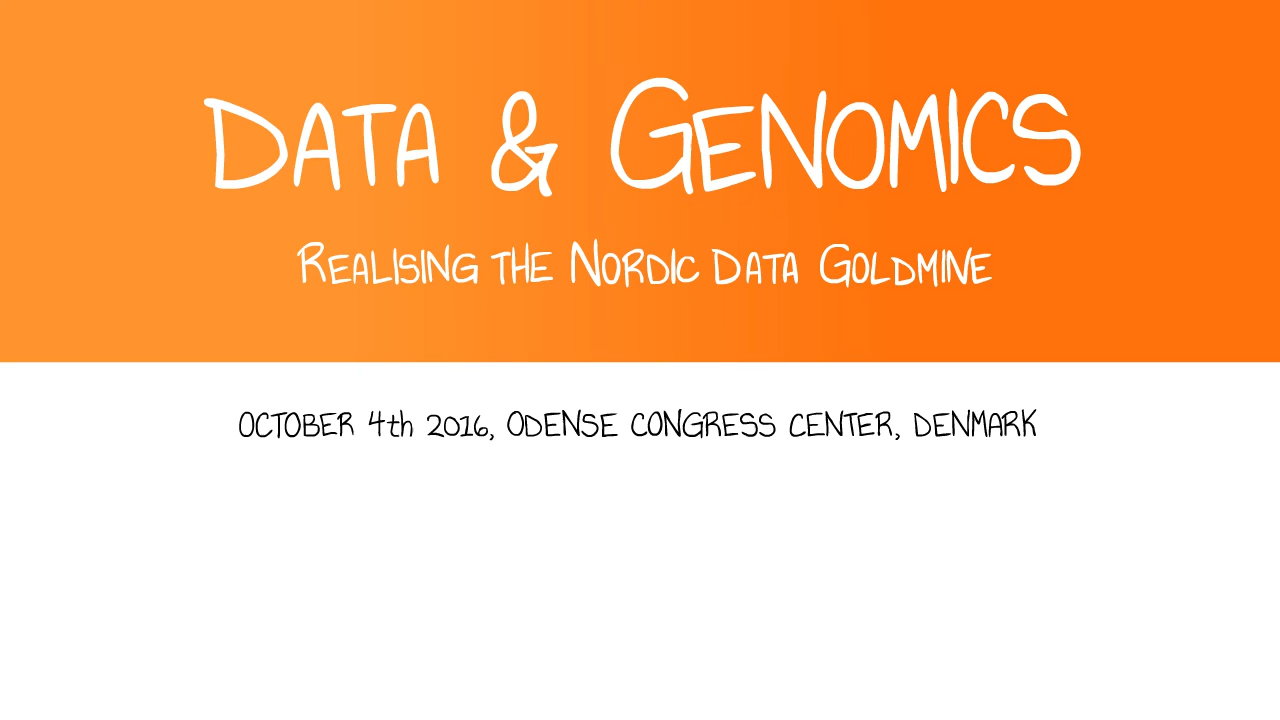 DATA & GENOMICS
REALISING THE NORDIC DATA GOLDMINE
OCTOBER 4th 2016, ODENSE CONGRESS CENTER, DENMARK